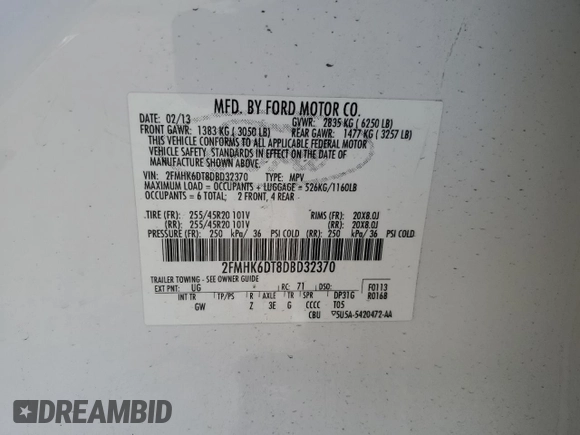 MFD. BY FORD MOTOR CO.
DATE: 02/13
GVWR: 2835 KG ( 6250 LB)
FRONT GAWR: 1383 KG ( 3050 LB)
REAR GAWR: 1477 KG ( 3257 LB)
THIS VEHICLE CONFORMS TO ALL APPLICABLE FEDERAL MOTOR
VEHICLE SAFETY STANDARDS IN EFFECT ON THE DATE OF
MANUFACTURE SHOWN ABOVE.
VIN: 2FMHK6DT8DBD32370 TYPE: MPV
MAXIMUM LOAD = OCCUPANTS + LUGGAGE = 526KG/1160LB
OCCUPANTS = 6 TOTAL; 2 FRONT, 4 REAR
TIRE (FR): 255/45R20 101V RIMS (FR): 20X8.0J
(RR): 255/45R20 101V (RR): 20X8.0J
PRESSURE (FR): 250 kPa/ 36 PSI COLD (RR) 250 kPa/ 36 PSI COLD
2FMHK6DT8DBD32370
TRAILER TOWING - SEE OWNER GUIDE
EXT PNT: UG RC: 71 DSO: F0113
INT TR TP/PS R AXLE TR SPR DP31G R0168
GW Z 3E G CCCC TOS
CBU 5U5A-5420472-AA
DREAMBID